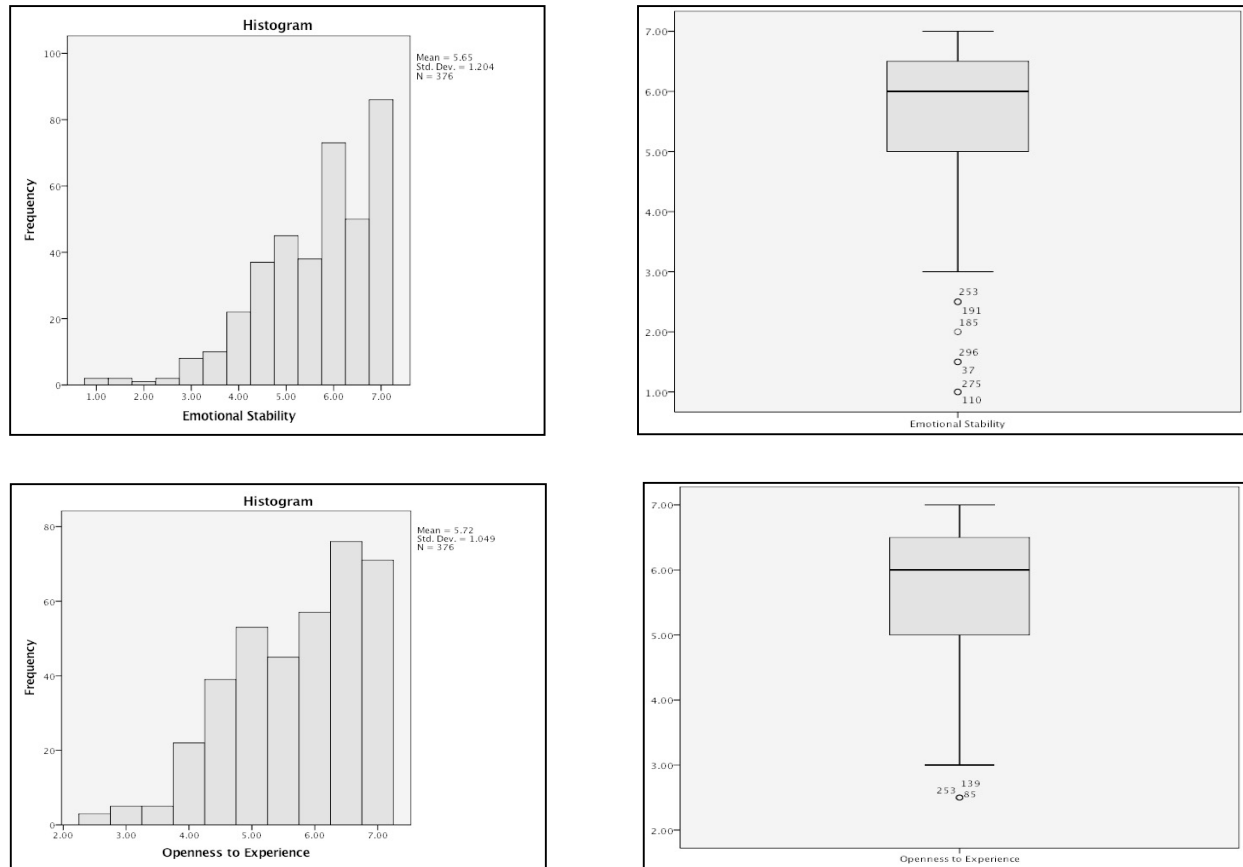 Histogram
Mean = 5.65
Std. Dev. = 1.204
N = 376
100
80
60
40
20
0
Frequency
1.00 2.00 3.00 4.00 5.00 6.00 7.00
Emotional Stability
7.00
6.00
5.00
4.00
3.00
2.00
1.00
253
191
185
296
37
275
110
Emotional Stability
Histogram
Mean = 5.72
Std. Dev. = 1.049
N = 376
80
60
40
20
0
Frequency
2.00 3.00 4.00 5.00 6.00 7.00
Openness to Experience
7.00
6.00
5.00
4.00
3.00
2.00
139
253 85
Openness to Experience